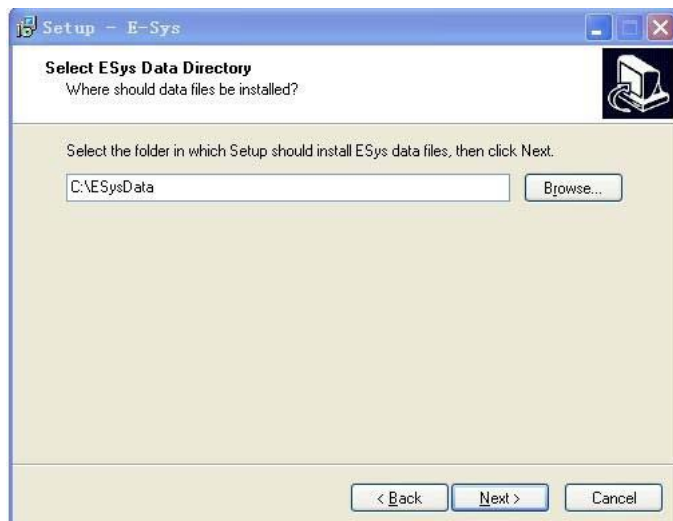 Setup - E-Sys
Select ESys Data Directory
Where should data files be installed?
Select the folder in which Setup should install ESys data files, then click Next.
C:\ESysData
Browse...
< Back
Next >
Cancel